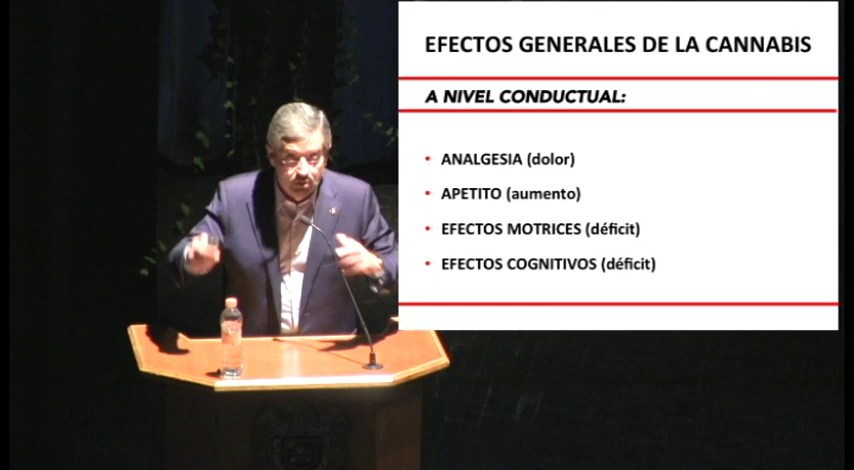 EFECTOS GENERALES DE LA CANNABIS
A NIVEL CONDUCTUAL:
• ANALGESIA (dolor)
• APETITO (aumento)
• EFECTOS MOTRICES (déficit)
• EFECTOS COGNITIVOS (déficit)